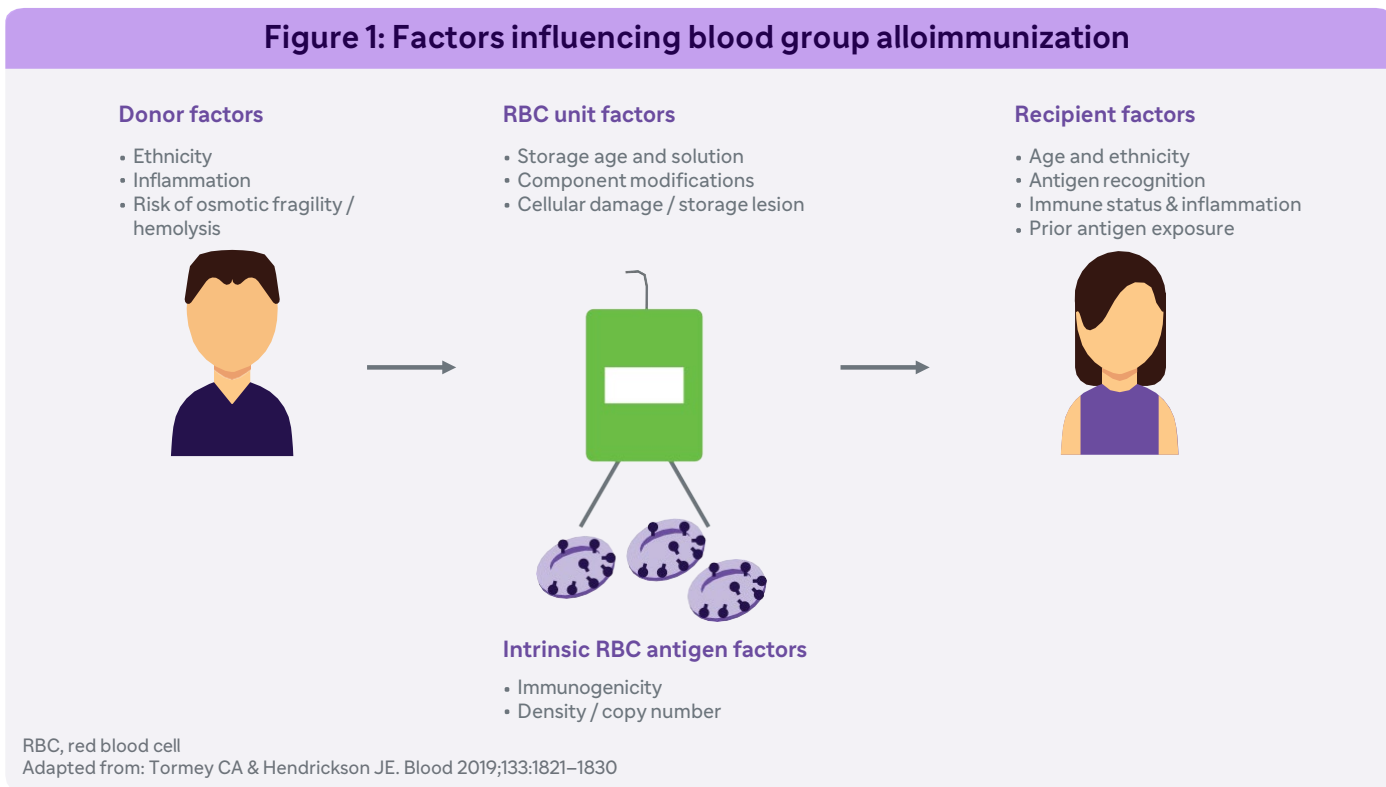 Figure 1: Factors influencing blood group alloimmunization
Donor factors
• Ethnicity
• Inflammation
• Risk of osmotic fragility /
hemolysis
RBC unit factors
• Storage age and solution
• Component modifications
• Cellular damage / storage lesion
Recipient factors
• Age and ethnicity
• Antigen recognition
• Immune status & inflammation
• Prior antigen exposure
Intrinsic RBC antigen factors
• Immunogenicity
• Density / copy number
RBC, red blood cell
Adapted from: Tormey CA & Hendrickson JE. Blood 2019;133:1821–1830